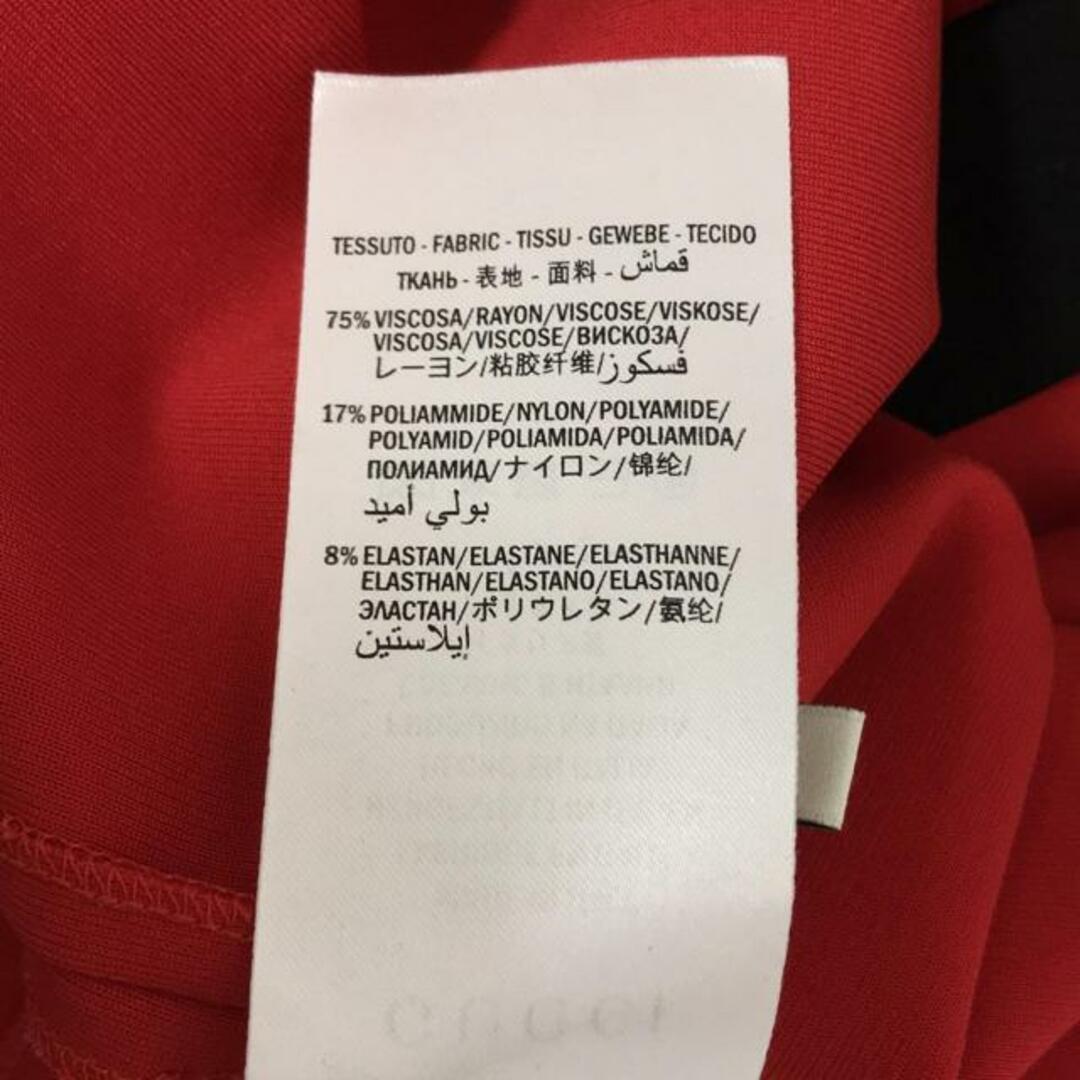 TESSUTO - FABRIC - TISSU - GEWEBE - TECIDO
ТКАНЬ - 表地 - 面料 - قماش
75% VISCOSA/RAYON/VISCOSE/VISKOSE/
VISCOSA/VISCOSE/ВИСКОЗА/
レーヨン/粘胶纤维/فسكوز
17% POLIAMMIDE/NYLON/POLYAMIDE/
POLYAMID/POLIAMIDA/POLIAMIDA/
ПОЛИАМИД/ナイロン/锦纶/
بولي أميد
8% ELASTAN/ELASTANE/ELASTHANNE/
ELASTHAN/ELASTANO/ELASTANO/
ЭЛАСТАН/ポリウレタン/氨纶/
إيلاستين